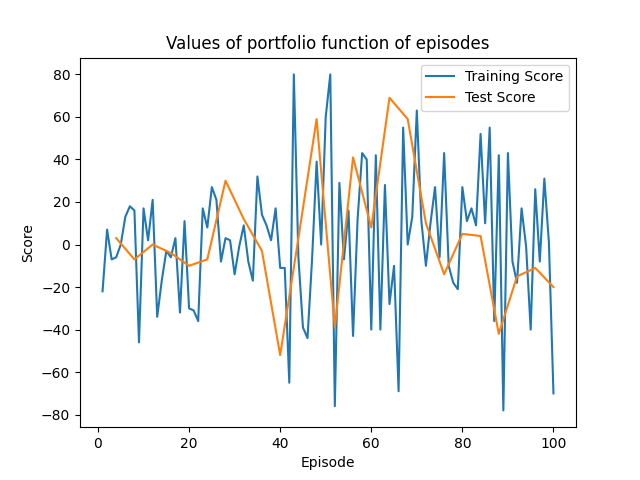 Values of portfolio function of episodes
Training Score
Test Score
80
60
40
20
0
−20
−40
−60
−80
Score
0 20 40 60 80 100
Episode